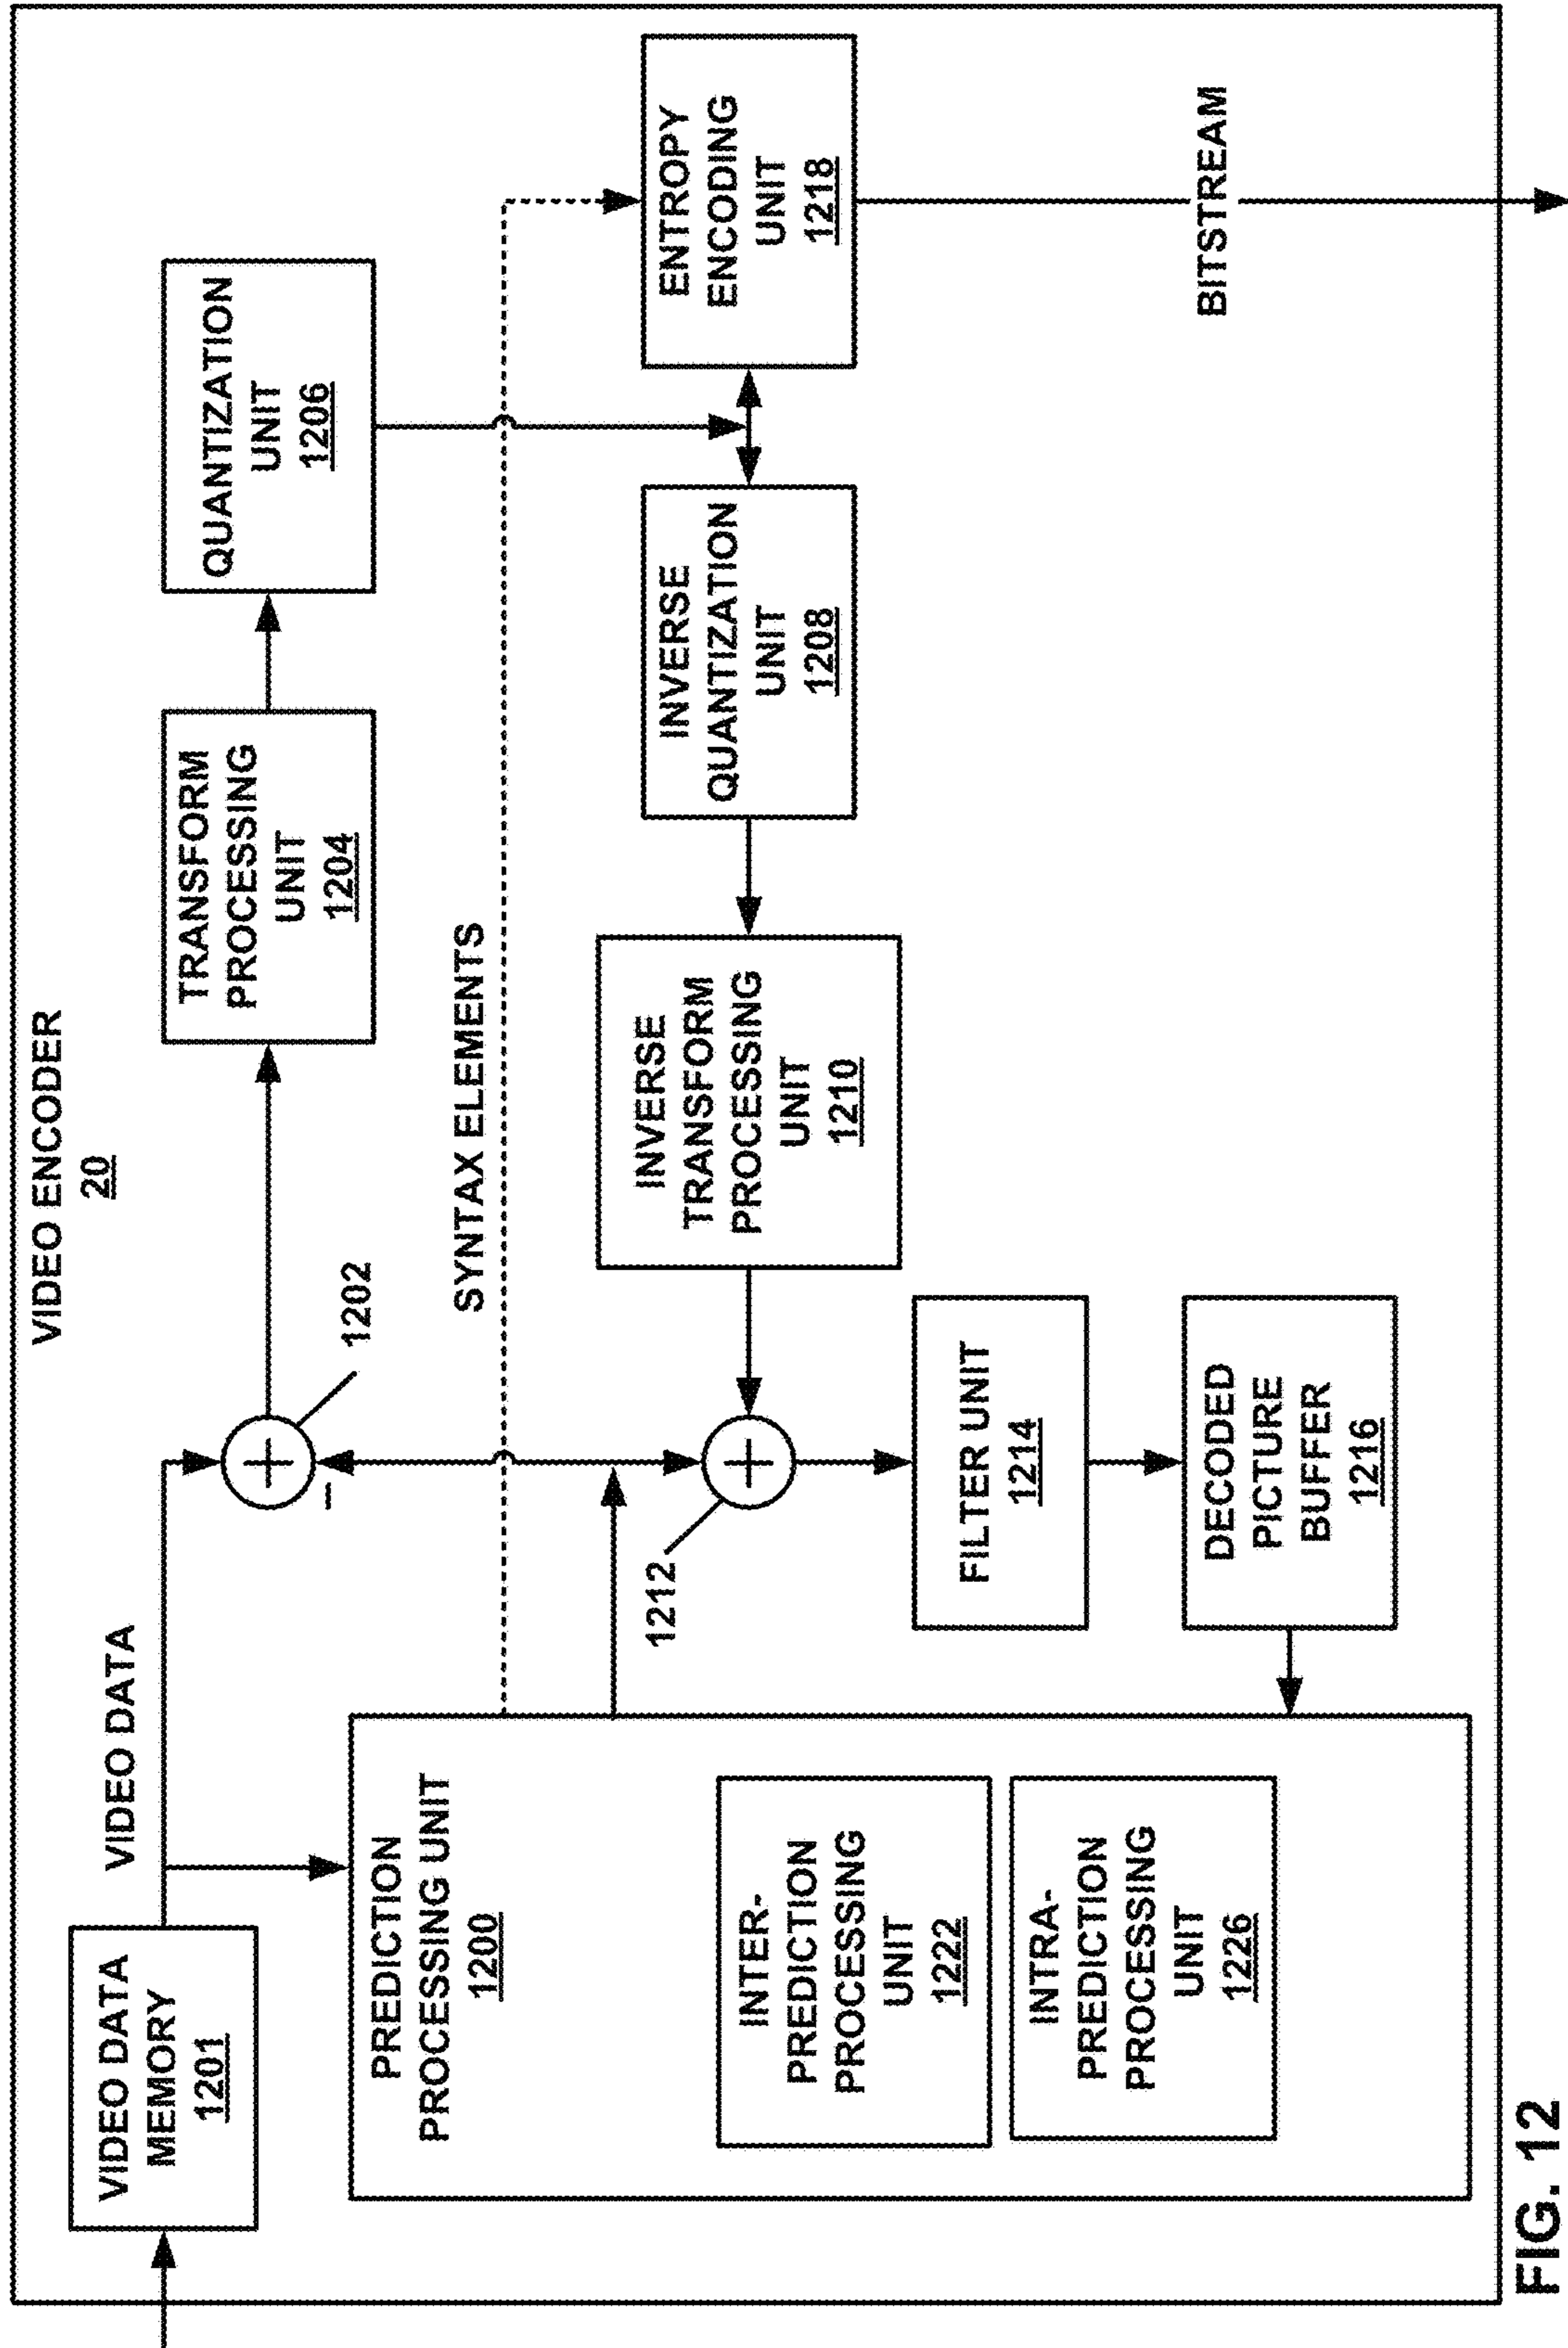 VIDEO ENCODER
20
VIDEO DATA
MEMORY
1201
VIDEO DATA
1202
TRANSFORM
PROCESSING
UNIT
1204
QUANTIZATION
UNIT
1206
PREDICTION
PROCESSING UNIT
1200
SYNTAX ELEMENTS
–
1212
INVERSE
TRANSFORM
PROCESSING
UNIT
1210
INVERSE
QUANTIZATION
UNIT
1208
ENTROPY
ENCODING
UNIT
1218
INTER-
PREDICTION
PROCESSING
UNIT
1222
FILTER UNIT
1214
INTRA-
PREDICTION
PROCESSING
UNIT
1226
DECODED
PICTURE
BUFFER
1216
BITSTREAM
FIG. 12